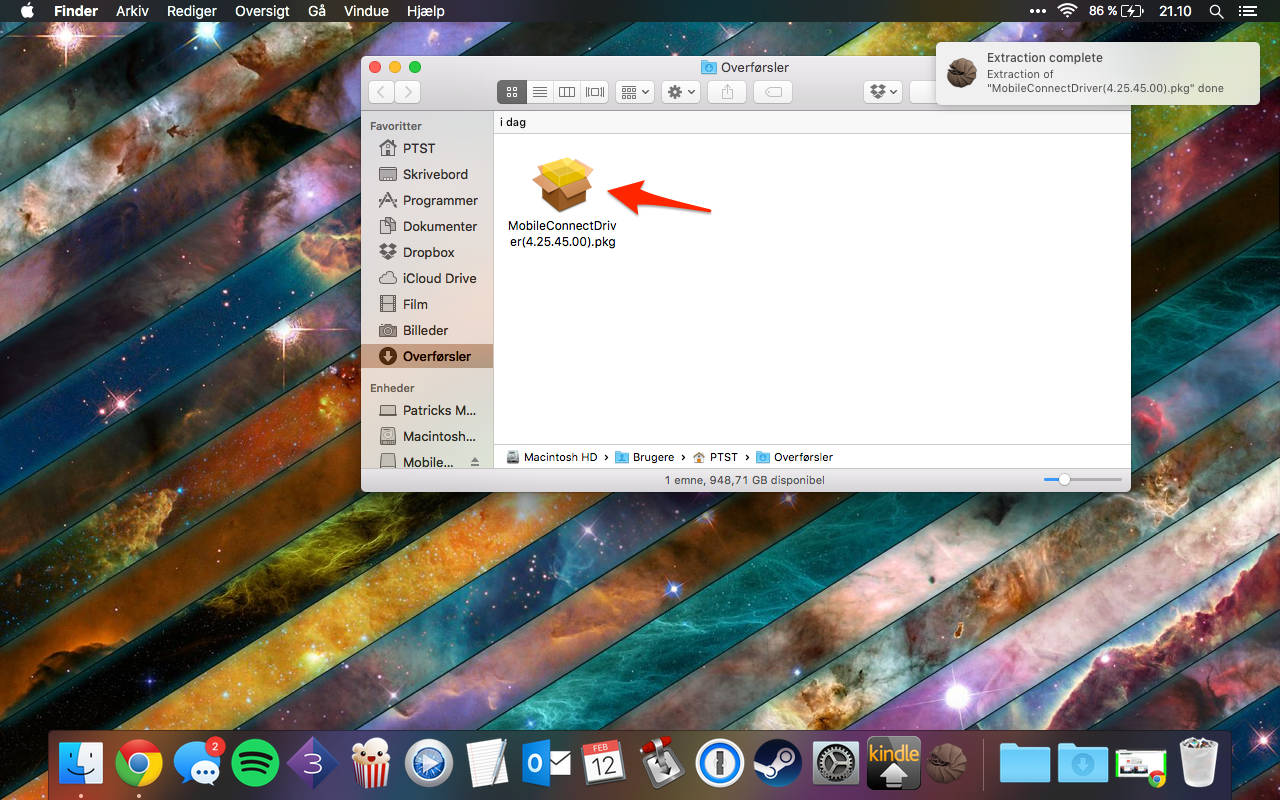 Finder Arkiv Rediger Oversigt Gå Vindue Hjælp
86 % 21.10
Overførsler
Extraction complete
Extraction of
"MobileConnectDriver(4.25.45.00).pkg" done
Favoritter
PTST
Skrivebord
Programmer
Dokumenter
Dropbox
iCloud Drive
Film
Billeder
Overførsler
Enheder
Patricks M...
Macintosh...
Mobile...
i dag
MobileConnectDriv
er(4.25.45.00).pkg
Macintosh HD › Brugere › PTST › Overførsler
1 emne, 948,71 GB disponibel
2
3
FEB
12
kindle